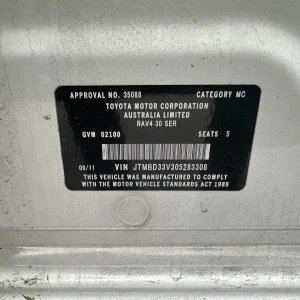 APPROVAL NO. 35088 CATEGORY MC
TOYOTA MOTOR CORPORATION
AUSTRALIA LIMITED
RAV4 30 SER
GVM 02100 SEATS 5
09/11 VIN JTMBD33V305283308
THIS VEHICLE WAS MANUFACTURED TO COMPLY
WITH THE MOTOR VEHICLE STANDARDS ACT 1989